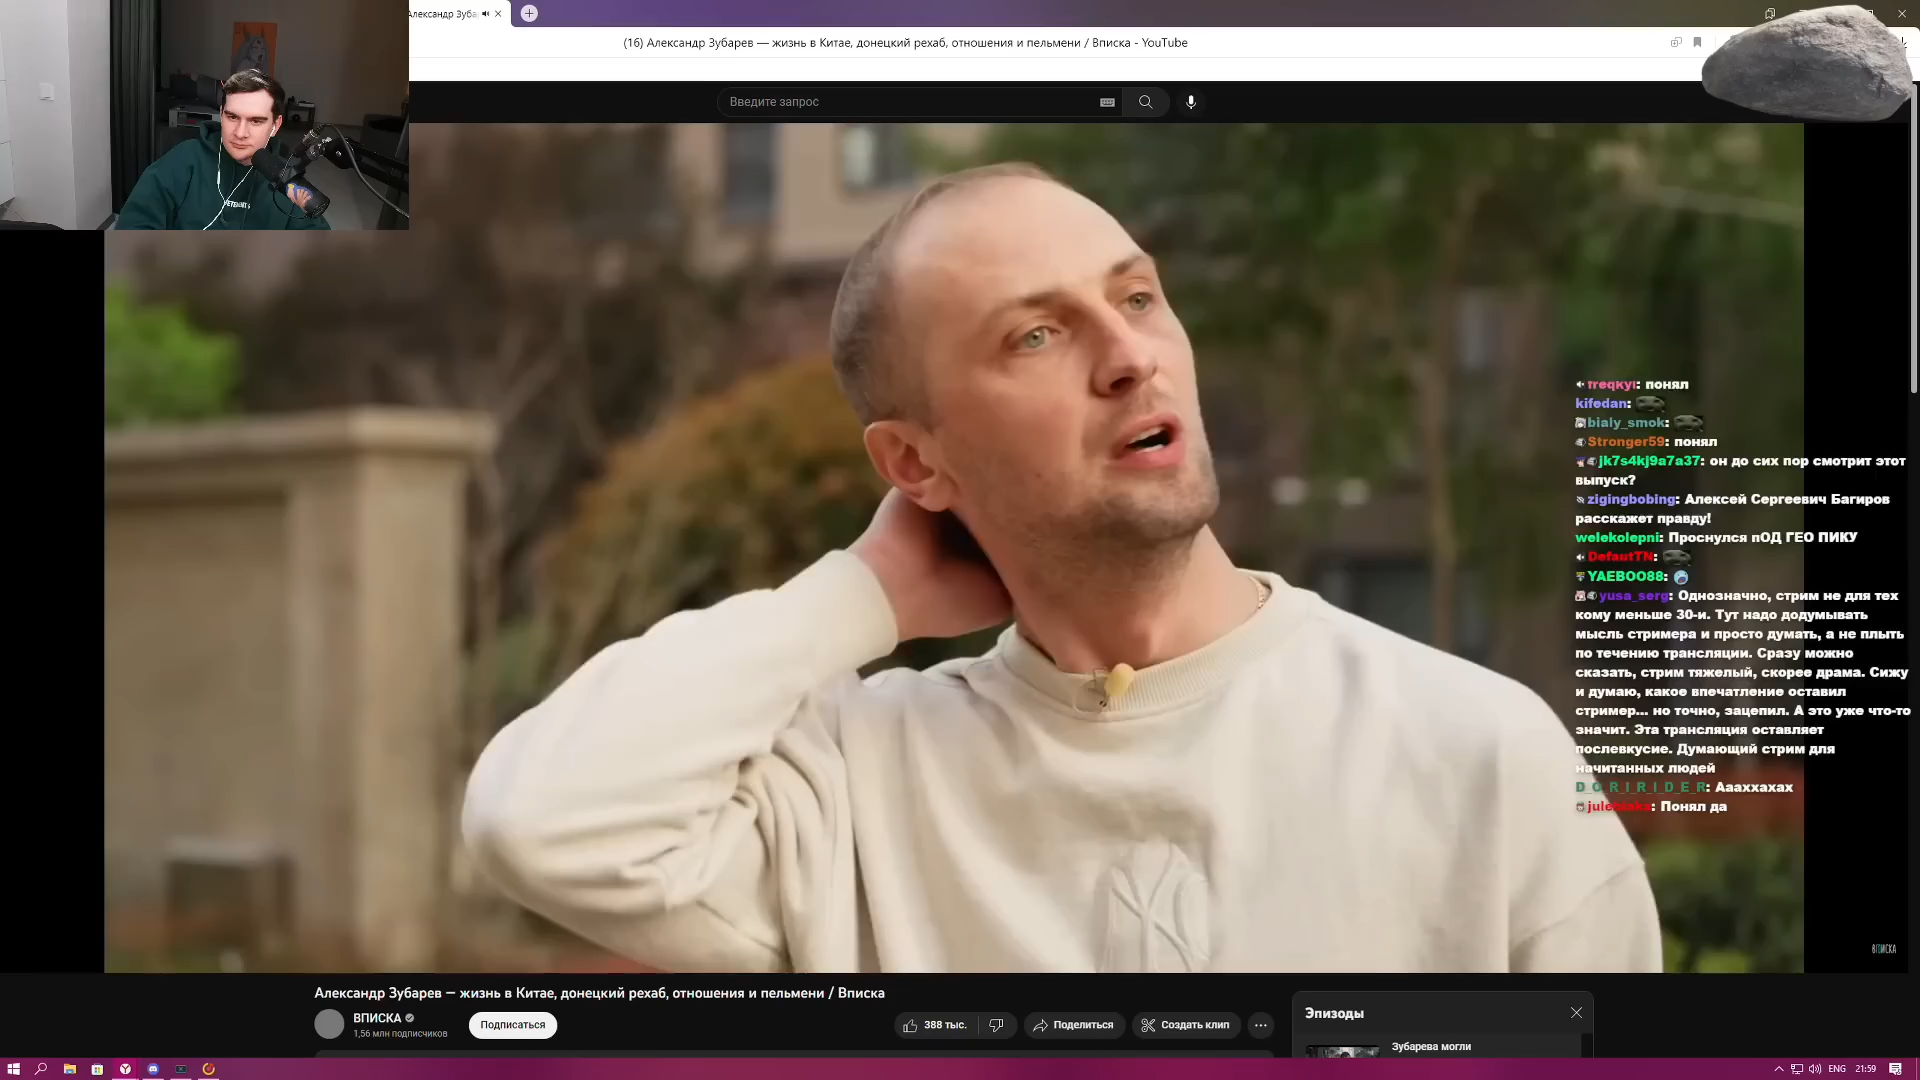 Александр Зуба
(16) Александр Зубарев — жизнь в Китае, донецкий рехаб, отношения и пельмени / Вписка - YouTube
Введите запрос
freqkyi: понял
kifedan:
bialy_smok:
Stronger59: понял
jk7s4kj9a7a37: он до сих пор смотрит этот
выпуск?
zigingbobing: Алексей Сергеевич Багиров
расскажет правду!
welekolepni: Проснулся пОД ГЕО ПИКУ
DefautTN:
YAEBOO88:
yusa_serg: Однозначно, стрим не для тех
кому меньше 30-и. Тут надо додумывать
мысль стримера и просто думать, а не плыть
по течению трансляции. Сразу можно
сказать, стрим тяжелый, скорее драма. Сижу
и думаю, какое впечатление оставил
стример... но точно, зацепил. А это уже что-то
значит. Эта трансляция оставляет
послевкусие. Думающий стрим для
начитанных людей
D_O_R_I_R_I_D_E_R: Аааххахах
Понял да
ВПИСКА
Александр Зубарев — жизнь в Китае, донецкий рехаб, отношения и пельмени / Вписка
ВПИСКА
1,56 млн подписчиков
Подписаться
388 тыс.
Поделиться
Создать клип
Эпизоды
Зубарева могли
ENG
21:59